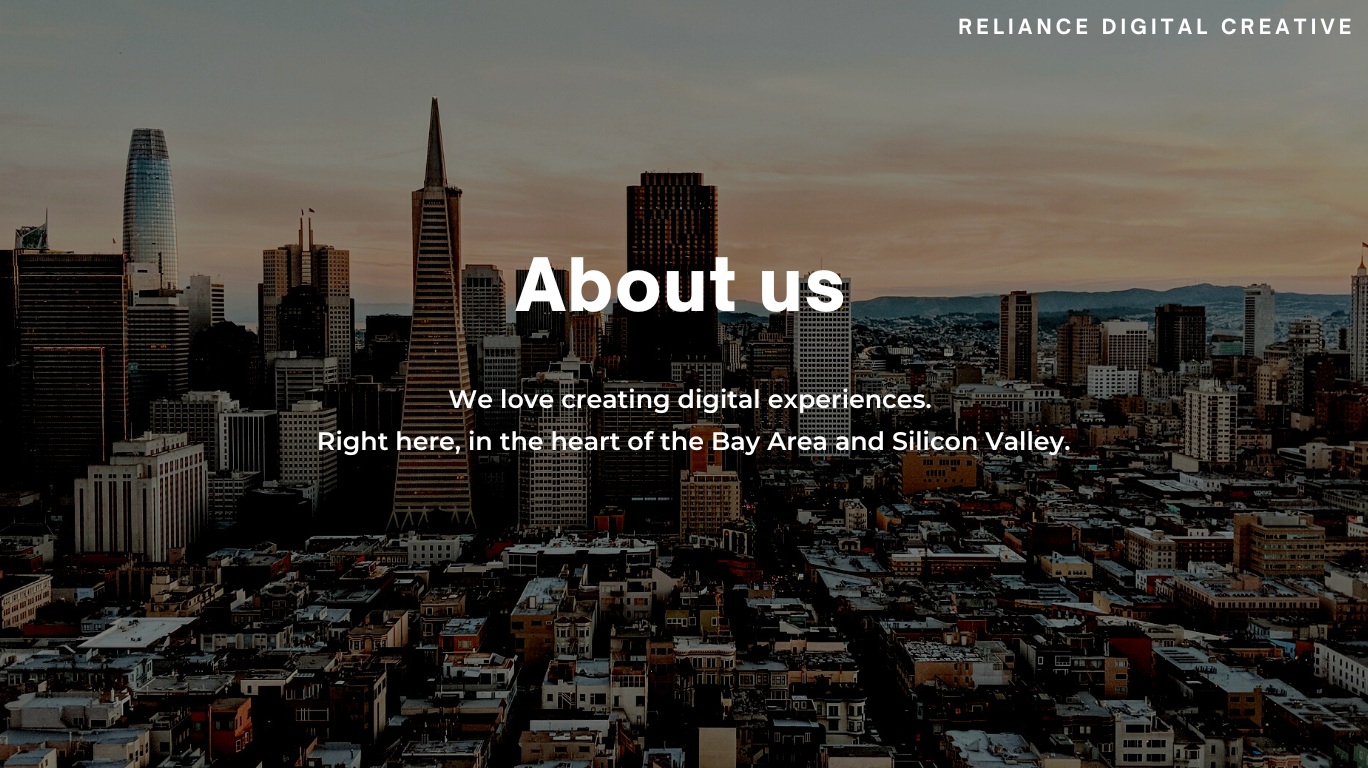 RELIANCE DIGITAL CREATIVE
About us
We love creating digital experiences.
Right here, in the heart of the Bay Area and Silicon Valley.